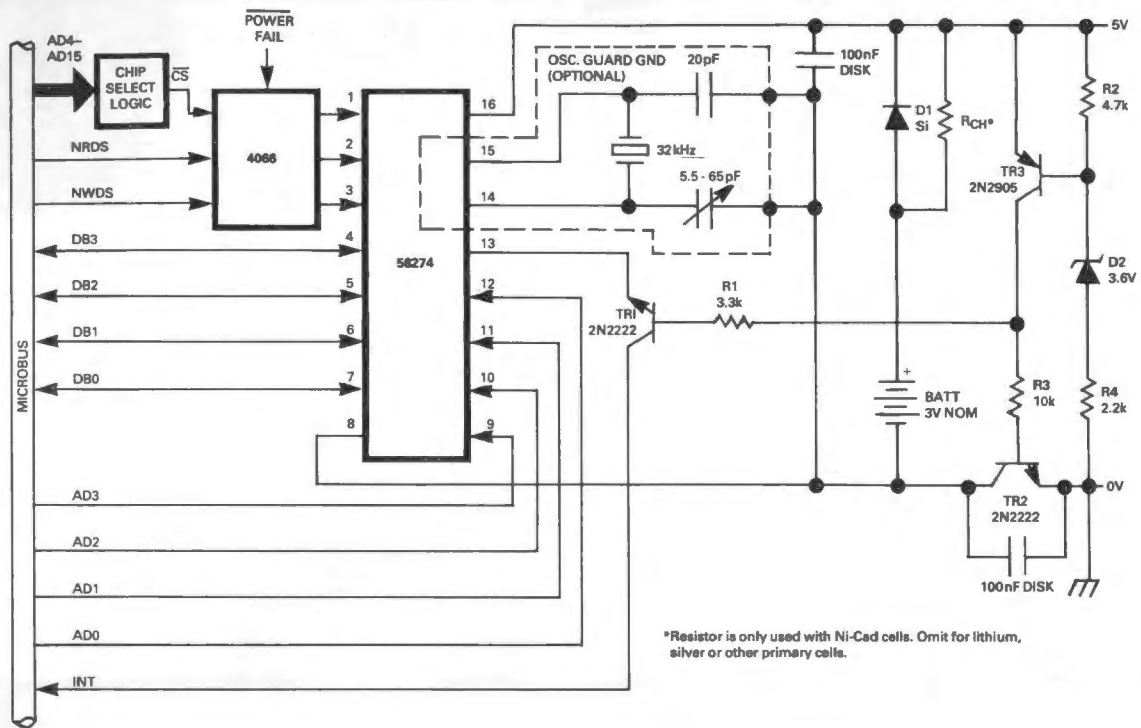 AD4–
AD15
CHIP
SELECT
LOGIC
CS
POWER
FAIL
4066
NRDS
NWDS
DB3
DB2
DB1
DB0
MICROBUS
AD3
AD2
AD1
AD0
INT
1
2
3
4
5
6
7
8
58274
16
15
14
13
12
11
10
9
OSC. GUARD GND
(OPTIONAL)
20pF
32kHz
5.5 - 65pF
100nF
DISK
D1
Si
RCH*
5V
R2
4.7k
TR3
2N2905
D2
3.6V
TR1
2N2222
R1
3.3k
+
BATT
3V NOM
R3
10k
R4
2.2k
0V
TR2
2N2222
100nF DISK
*Resistor is only used with Ni-Cad cells. Omit for lithium,
silver or other primary cells.